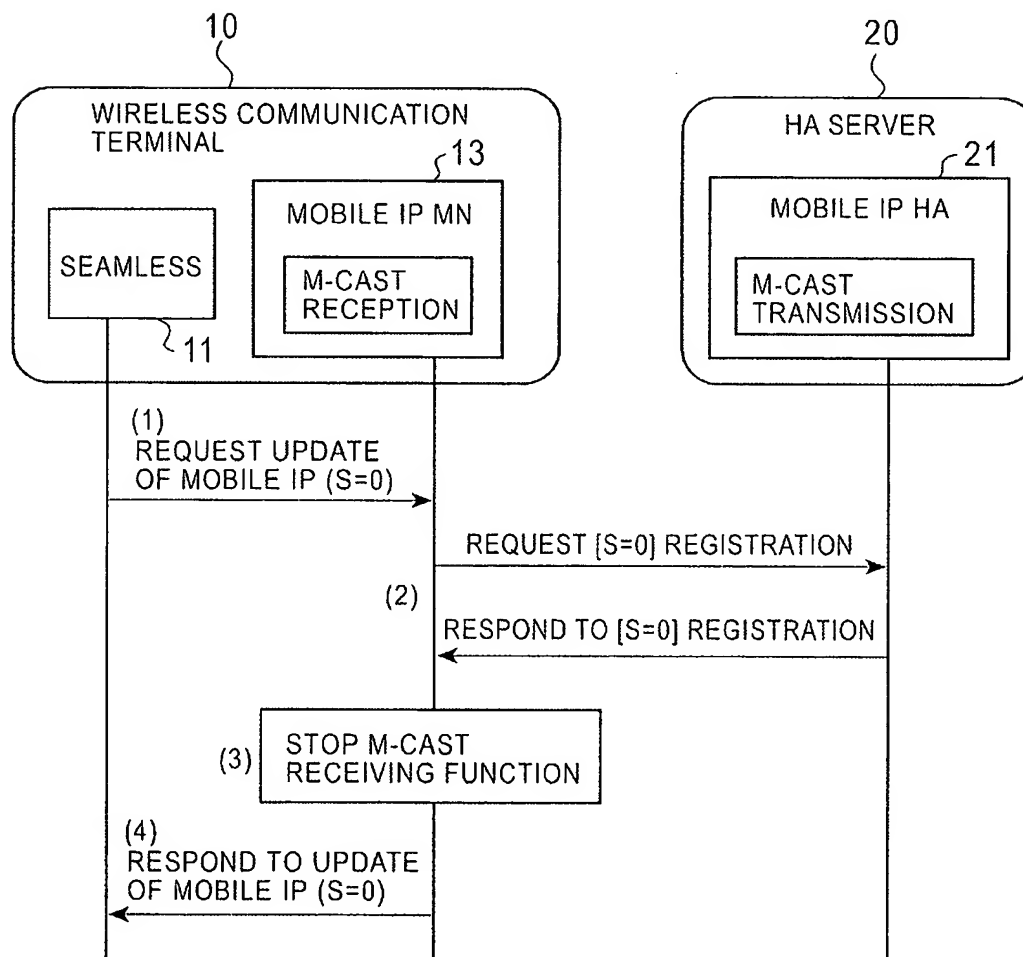 10
20
WIRELESS COMMUNICATION
TERMINAL
HA SERVER
13
21
MOBILE IP MN
MOBILE IP HA
SEAMLESS
M-CAST
RECEPTION
M-CAST
TRANSMISSION
11
(1)
REQUEST UPDATE
OF MOBILE IP (S=0)
REQUEST [S=0] REGISTRATION
(2)
RESPOND TO [S=0] REGISTRATION
(3)
STOP M-CAST
RECEIVING FUNCTION
(4)
RESPOND TO UPDATE
OF MOBILE IP (S=0)